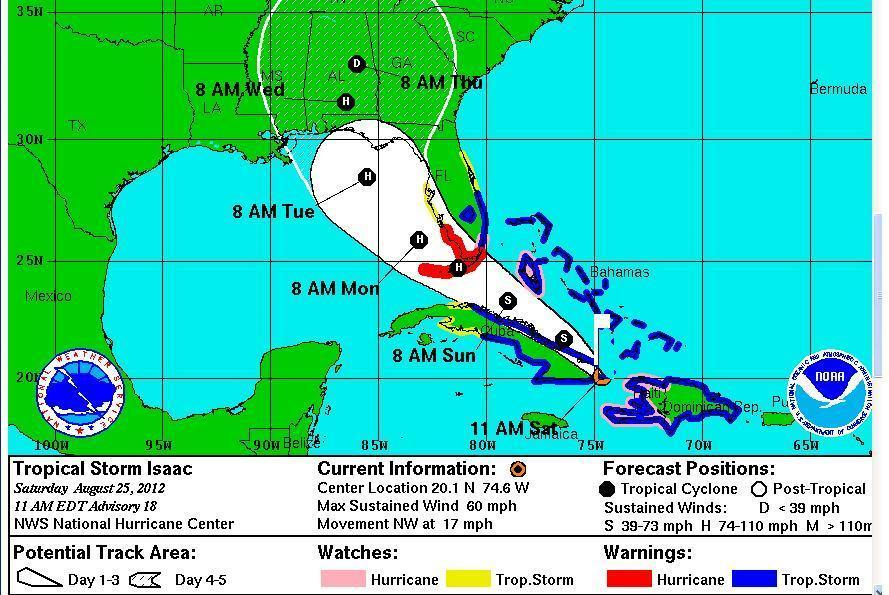 35N
AR
SC
MS
AL
GA
D
8 AM Wed
8 AM Thu
H
LA
Bermuda
TX
30N
FL
H
8 AM Tue
H
25N
H
Bahamas
8 AM Mon
Mexico
S
Cuba
S
8 AM Sun
20N
NATIONAL WEATHER SERVICE
NOAA
Haiti
Dominican Rep.
Pu
11 AM Sat
Jamaica
100W 95W 90W 85W 80W 75W 70W 65W
Belize
Tropical Storm Isaac
Saturday August 25, 2012
11 AM EDT Advisory 18
NWS National Hurricane Center
Current Information:
Center Location 20.1 N 74.6 W
Max Sustained Wind 60 mph
Movement NW at 17 mph
Forecast Positions:
Tropical Cyclone Post-Tropical
Sustained Winds: D < 39 mph
S 39-73 mph H 74-110 mph M > 110m
Potential Track Area:
Day 1-3 Day 4-5
Watches:
Hurricane Trop.Storm
Warnings:
Hurricane Trop.Storm